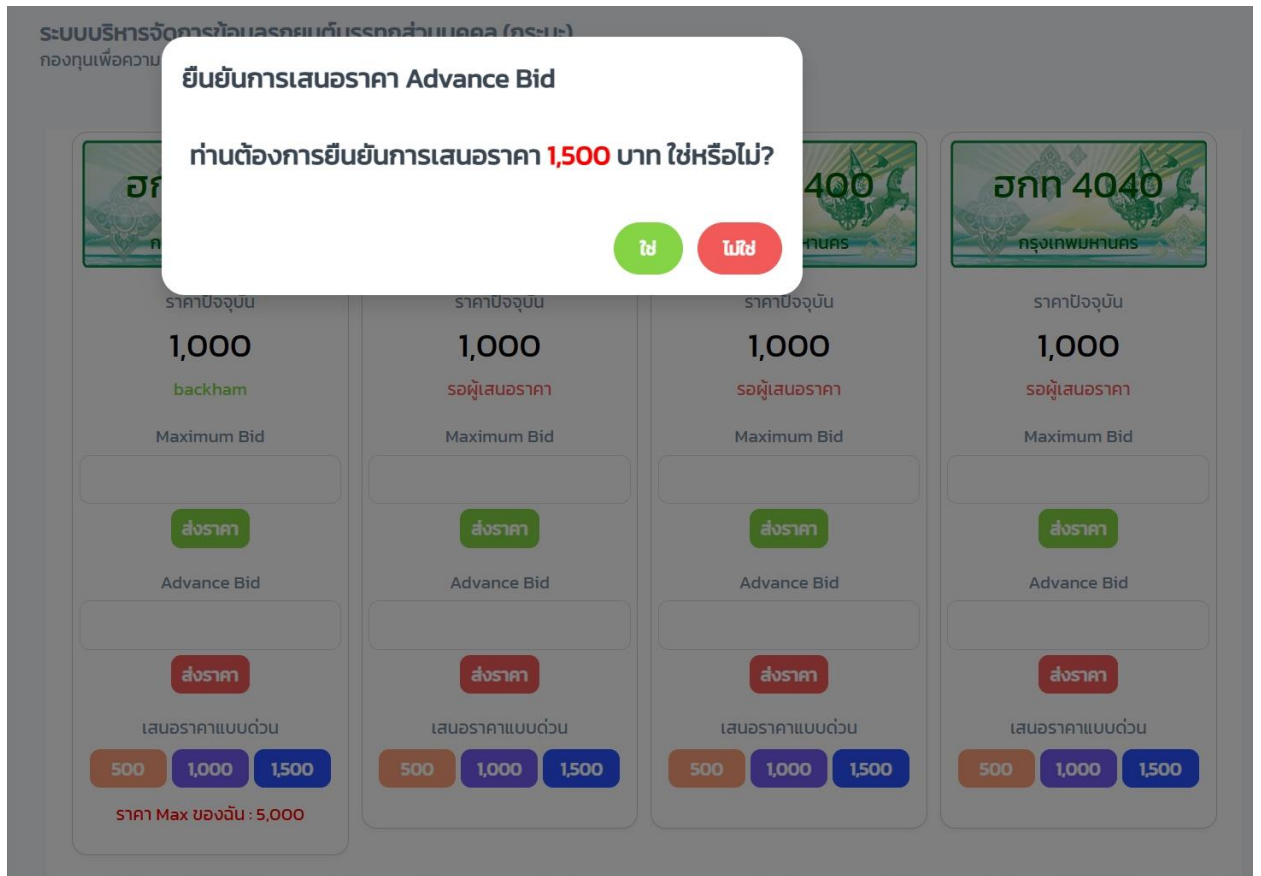 ระบบบริหารจัดการข้อมูลรถยนต์บรรทุกส่วนบุคคล (กระบะ)
กองทุนเพื่อความ
ยืนยันการเสนอราคา Advance Bid
ท่านต้องการยืนยันการเสนอราคา 1,500 บาท ใช่หรือไม่?
ใช่ ไม่ใช่
400 ฮกท 4040
กรุงเทพมหานคร
ราคาปัจจุบัน ราคาปัจจุบัน ราคาปัจจุบัน ราคาปัจจุบัน
1,000 1,000 1,000 1,000
backham รอผู้เสนอราคา รอผู้เสนอราคา รอผู้เสนอราคา
Maximum Bid Maximum Bid Maximum Bid Maximum Bid
ส่งราคา ส่งราคา ส่งราคา ส่งราคา
Advance Bid Advance Bid Advance Bid Advance Bid
ส่งราคา ส่งราคา ส่งราคา ส่งราคา
เสนอราคาแบบด่วน เสนอราคาแบบด่วน เสนอราคาแบบด่วน เสนอราคาแบบด่วน
500 1,000 1,500 500 1,000 1,500 500 1,000 1,500 500 1,000 1,500
ราคา Max ของฉัน : 5,000